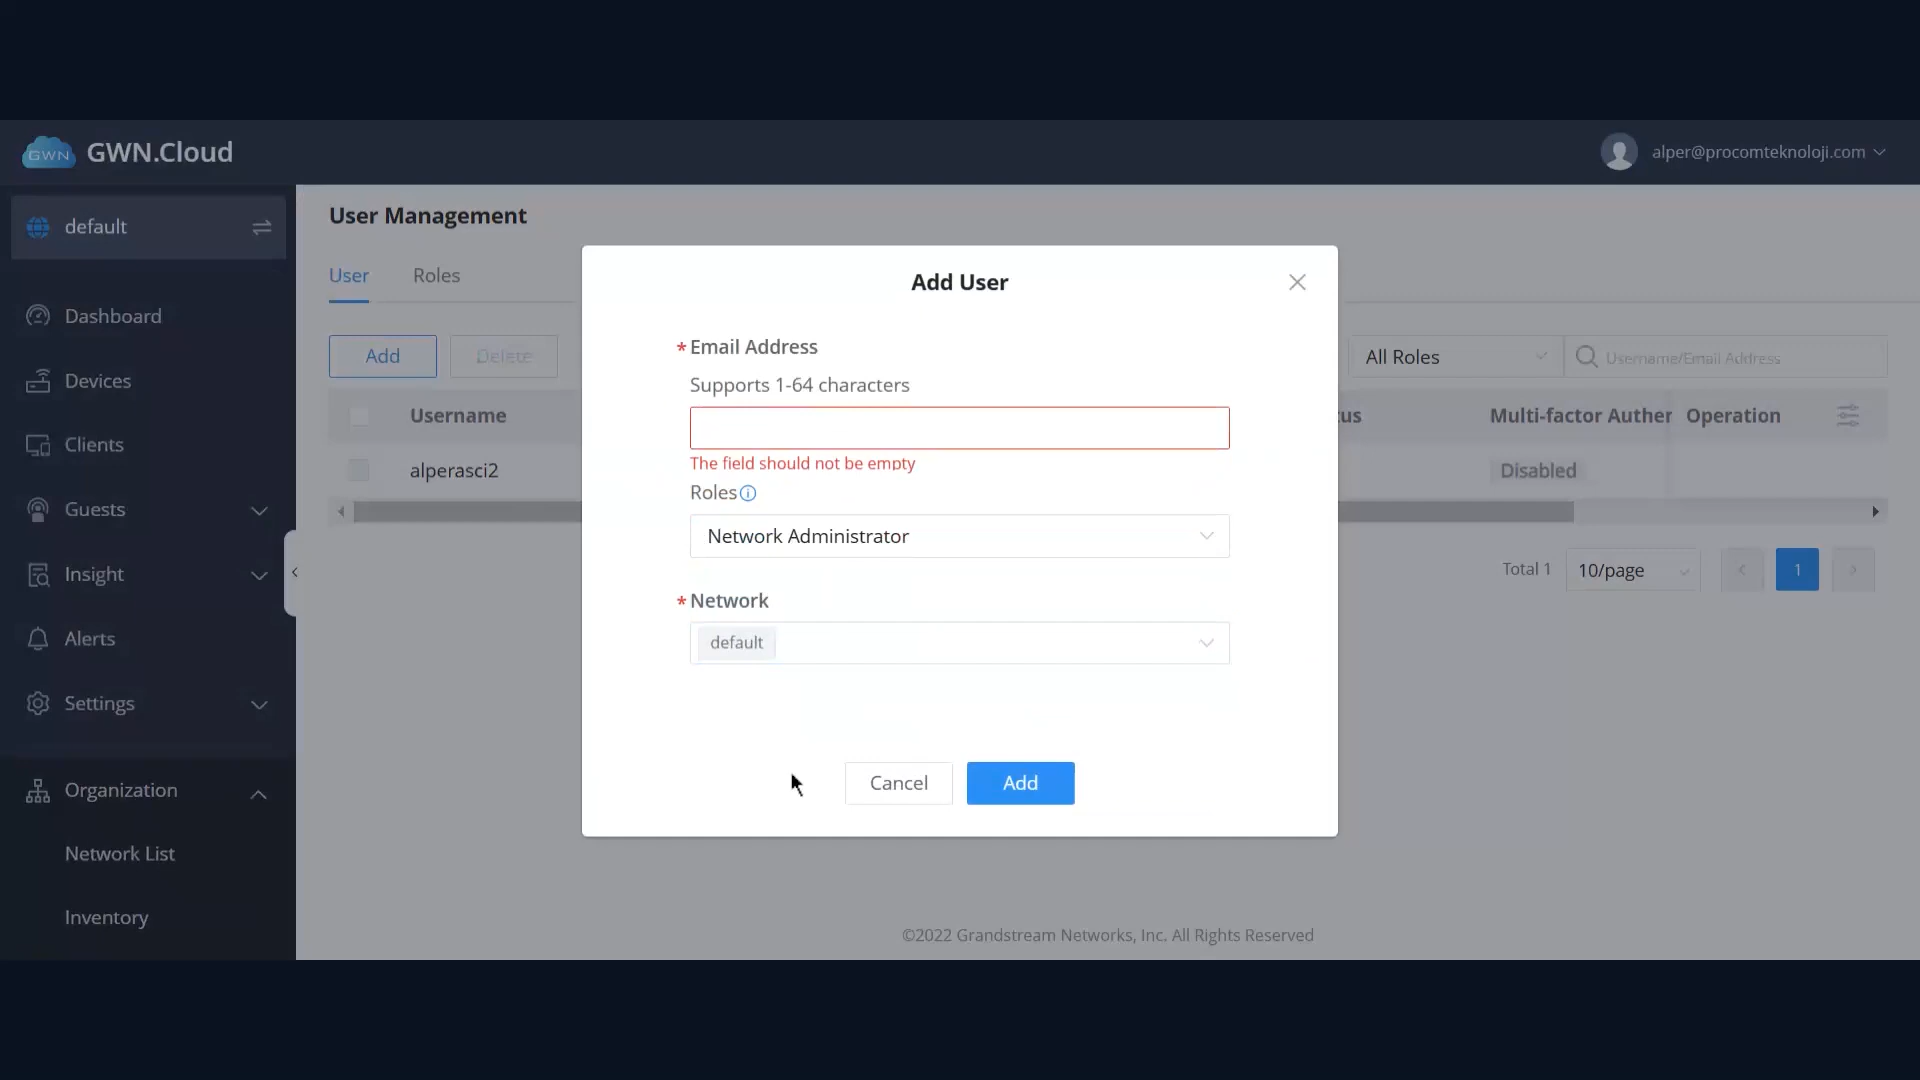 GWN GWN.Cloud
alper@procomteknoloji.com
default
Dashboard
Devices
Clients
Guests
Insight
Alerts
Settings
Organization
Network List
Inventory
User Management
User Roles
Add Delete
All Roles
Username/Email Address
Username
tus
Multi-factor Auther
Operation
alperasci2
Disabled
Total 1
10/page
1
Add User
*Email Address
Supports 1-64 characters
The field should not be empty
Roles
Network Administrator
*Network
default
Cancel Add
©2022 Grandstream Networks, Inc. All Rights Reserved